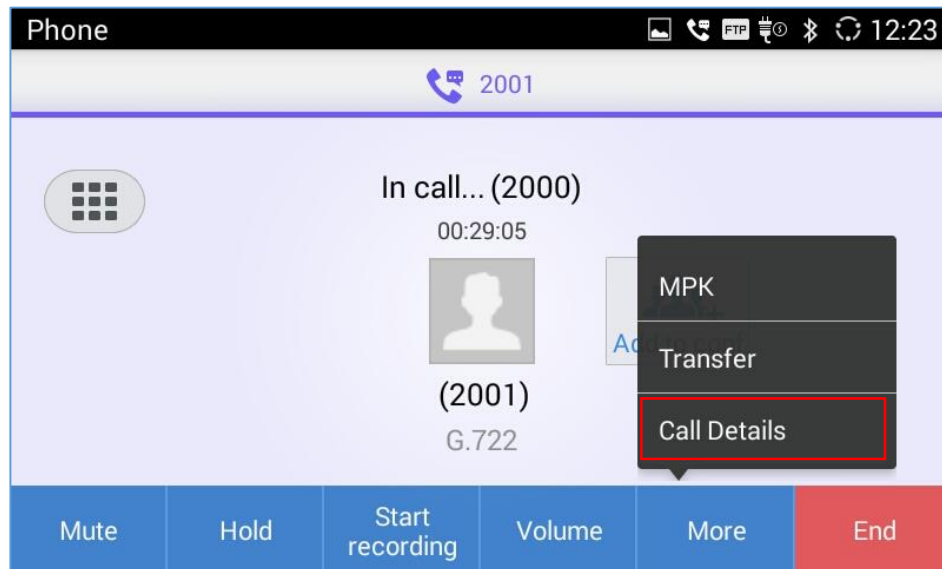 Phone
FTP
12:23
2001
In call... (2000)
00:29:05
MPK
Transfer
Call Details
(2001)
G.722
Mute
Hold
Start
recording
Volume
More
End